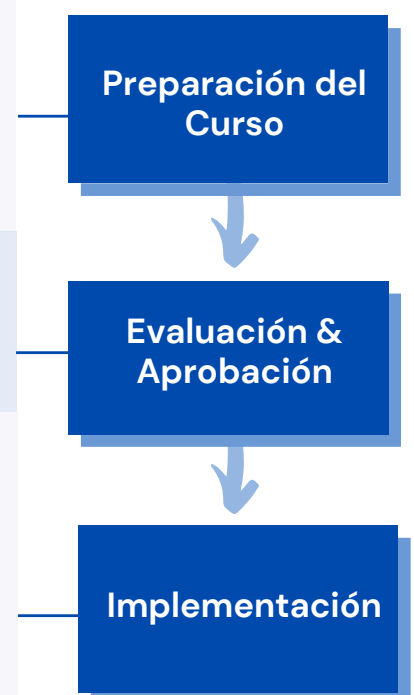 Preparación del
Curso
Evaluación &
Aprobación
Implementación